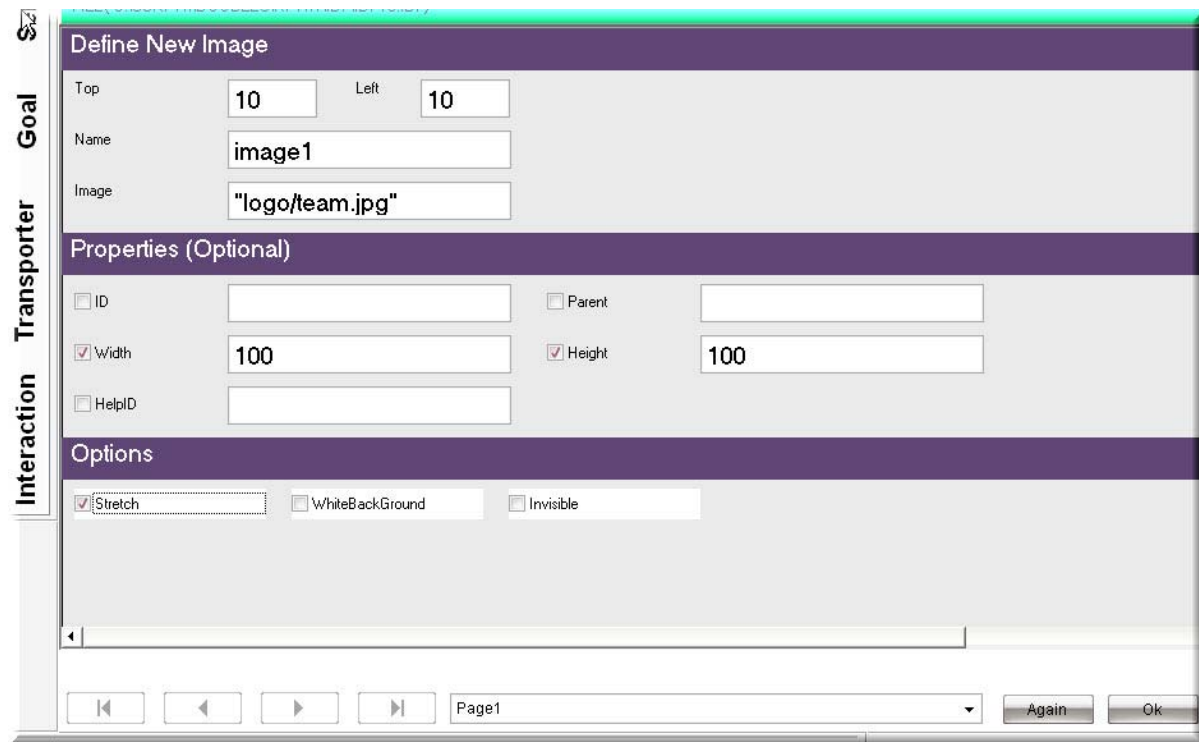 Define New Image
Top 10 Left 10
Name image1
Image "logo/team.jpg"
Properties (Optional)
ID Parent
Width 100 Height 100
HelpID
Options
Stretch WhiteBackGround Invisible
Page1 Again Ok
Goal
Transporter
Interaction